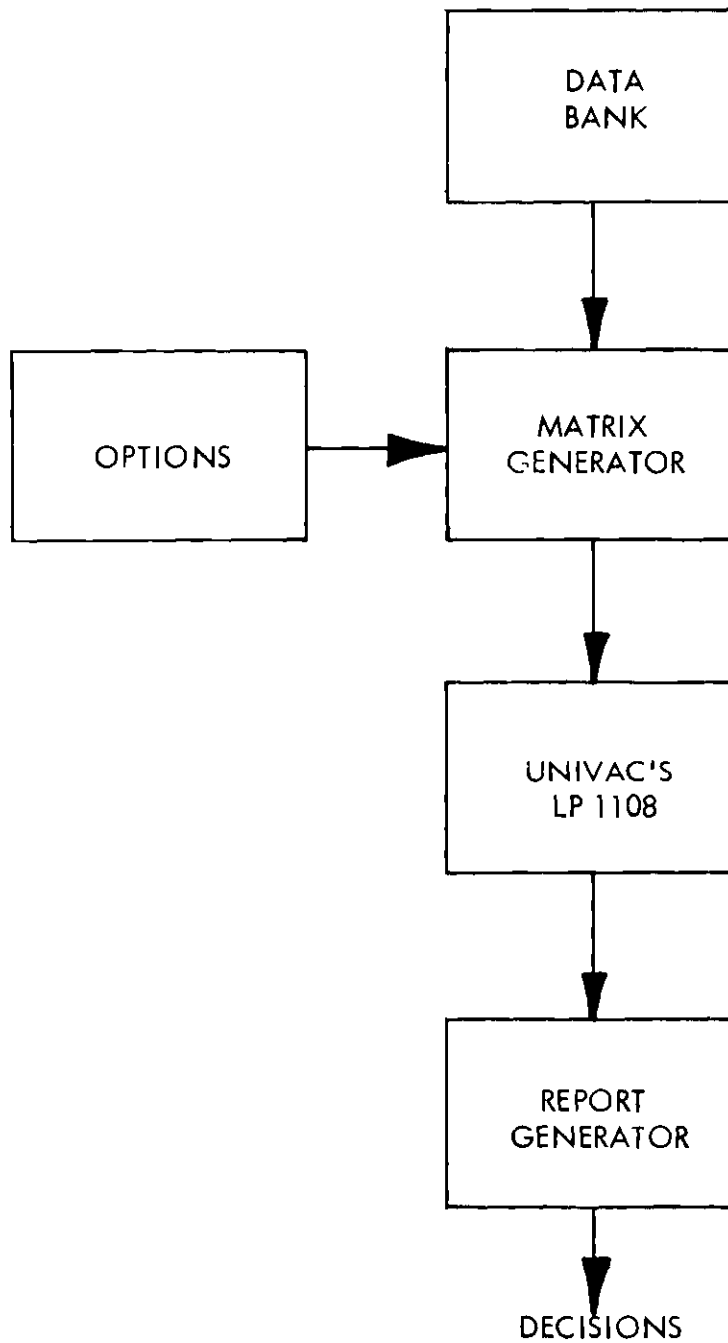 DATA
BANK
OPTIONS
MATRIX
GENERATOR
UNIVAC'S
LP 1108
REPORT
GENERATOR
DECISIONS